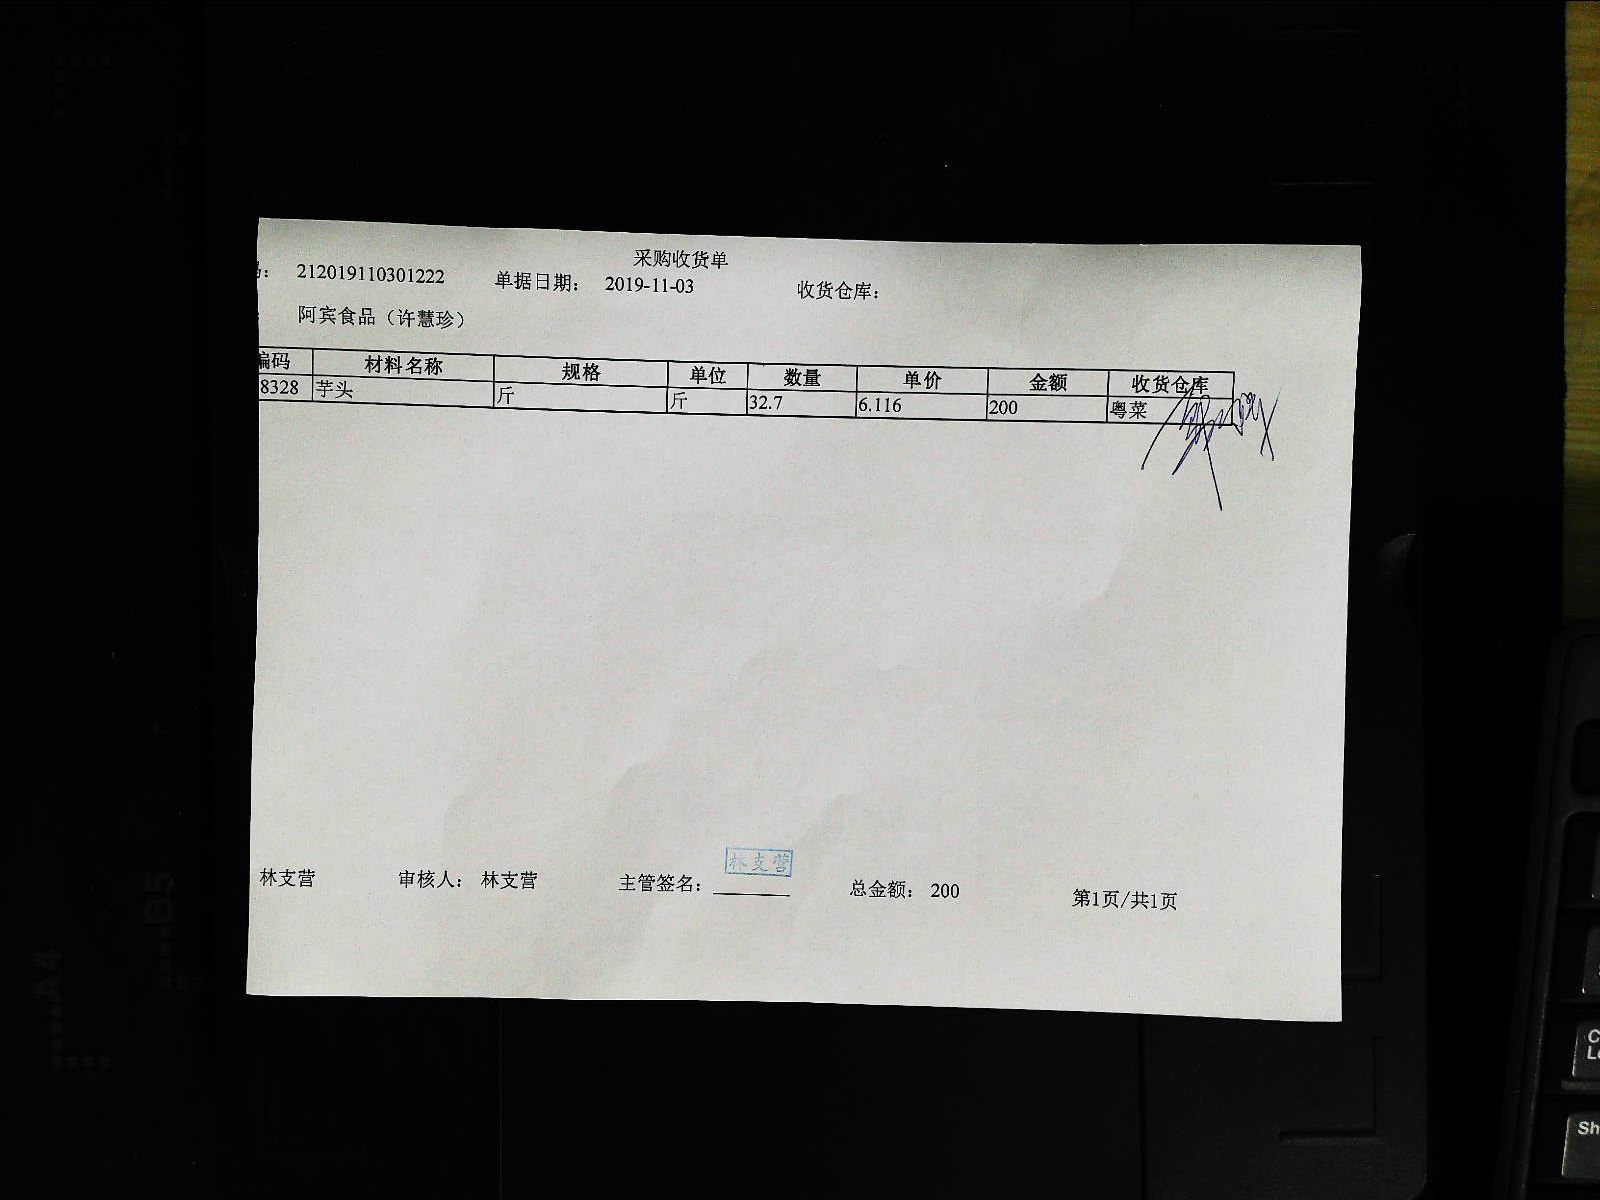 采购收货单
212019110301222 单据日期： 2019-11-03 收货仓库：
阿宾食品（许慧珍）
编码 材料名称 规格 单位 数量 单价 金额 收货仓库
8328 芋头 斤 斤 32.7 6.116 200 粤菜
林支营
林支营 审核人： 林支营 主管签名： 总金额： 200 第1页/共1页
B5
A4
Sh